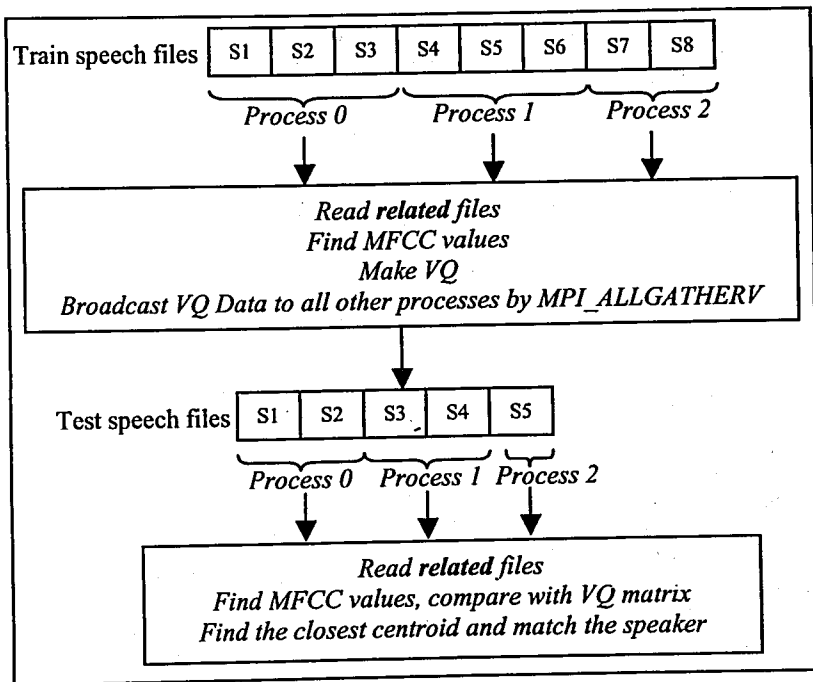 Train speech files S1 S2 S3 S4 S5 S6 S7 S8
Process 0 Process 1 Process 2
Read related files
Find MFCC values
Make VQ
Broadcast VQ Data to all other processes by MPI_ALLGATHERV
Test speech files S1 S2 S3 S4 S5
Process 0 Process 1 Process 2
Read related files
Find MFCC values, compare with VQ matrix
Find the closest centroid and match the speaker